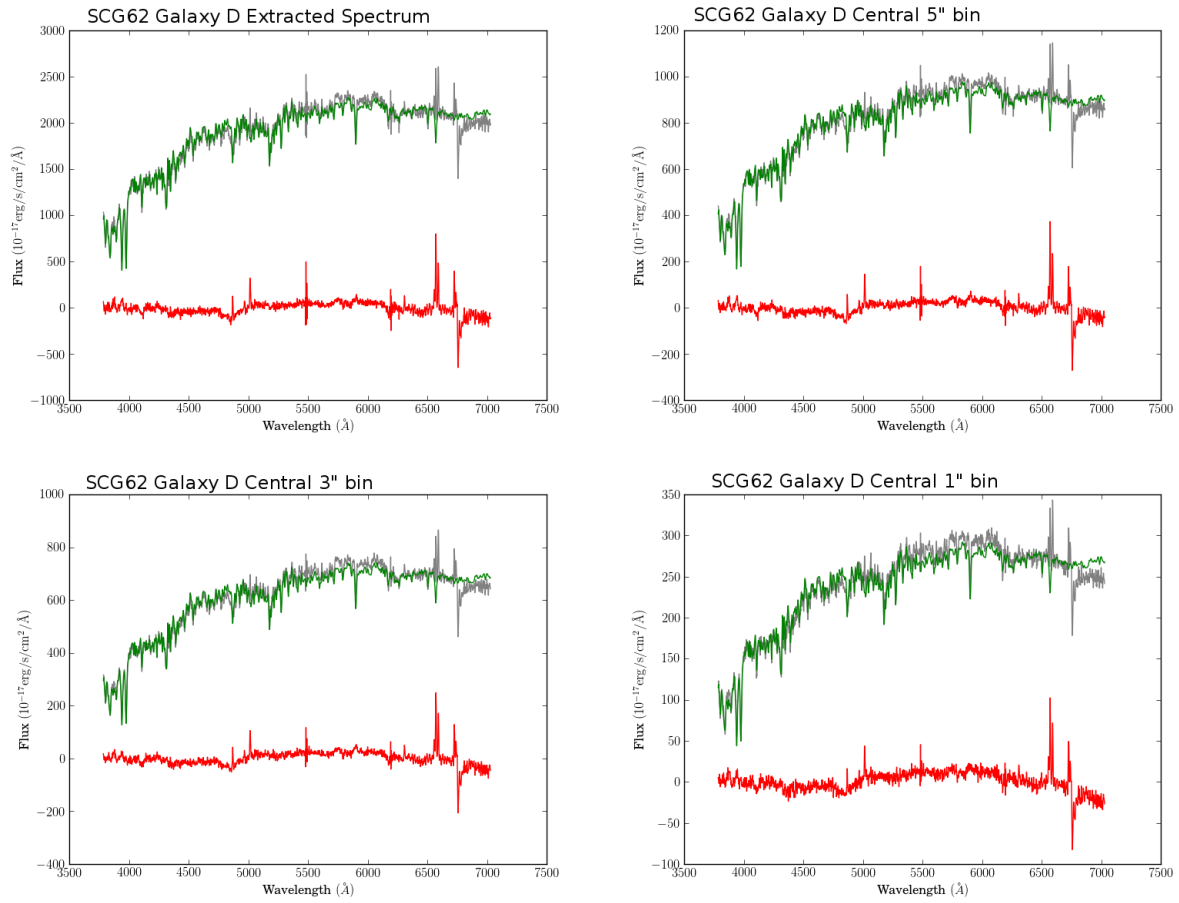 SCG62 Galaxy D Extracted Spectrum
3000
2500
2000
1500
1000
500
0
−500
−1000
3500 4000 4500 5000 5500 6000 6500 7000 7500
Flux (10⁻¹⁷erg/s/cm²/Å)
Wavelength (Å)
SCG62 Galaxy D Central 5" bin
1200
1000
800
600
400
200
0
−200
−400
3500 4000 4500 5000 5500 6000 6500 7000 7500
Flux (10⁻¹⁷erg/s/cm²/Å)
Wavelength (Å)
SCG62 Galaxy D Central 3" bin
1000
800
600
400
200
0
−200
−400
3500 4000 4500 5000 5500 6000 6500 7000 7500
Flux (10⁻¹⁷erg/s/cm²/Å)
Wavelength (Å)
SCG62 Galaxy D Central 1" bin
350
300
250
200
150
100
50
0
−50
−100
3500 4000 4500 5000 5500 6000 6500 7000 7500
Flux (10⁻¹⁷erg/s/cm²/Å)
Wavelength (Å)